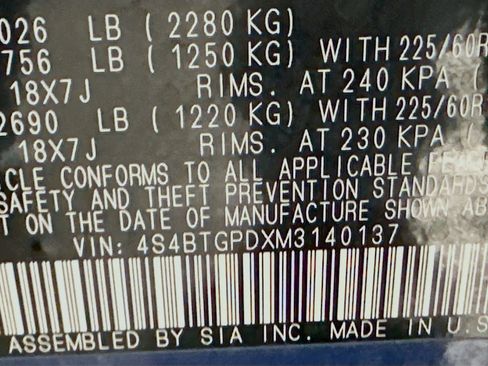 026 LB ( 2280 KG)
756 LB ( 1250 KG) WITH 225/60R
18X7J RIMS. AT 240 KPA (
2690 LB ( 1220 KG) WITH 225/60R
18X7J RIMS. AT 230 KPA (
CLE CONFORMS TO ALL APPLICABLE FEDER
SAFETY AND THEFT PREVENTION STANDARDS
T ON THE DATE OF MANUFACTURE SHOWN AB
VIN: 4S4BTGPDXM3140137
ASSEMBLED BY SIA INC. MADE IN U.S